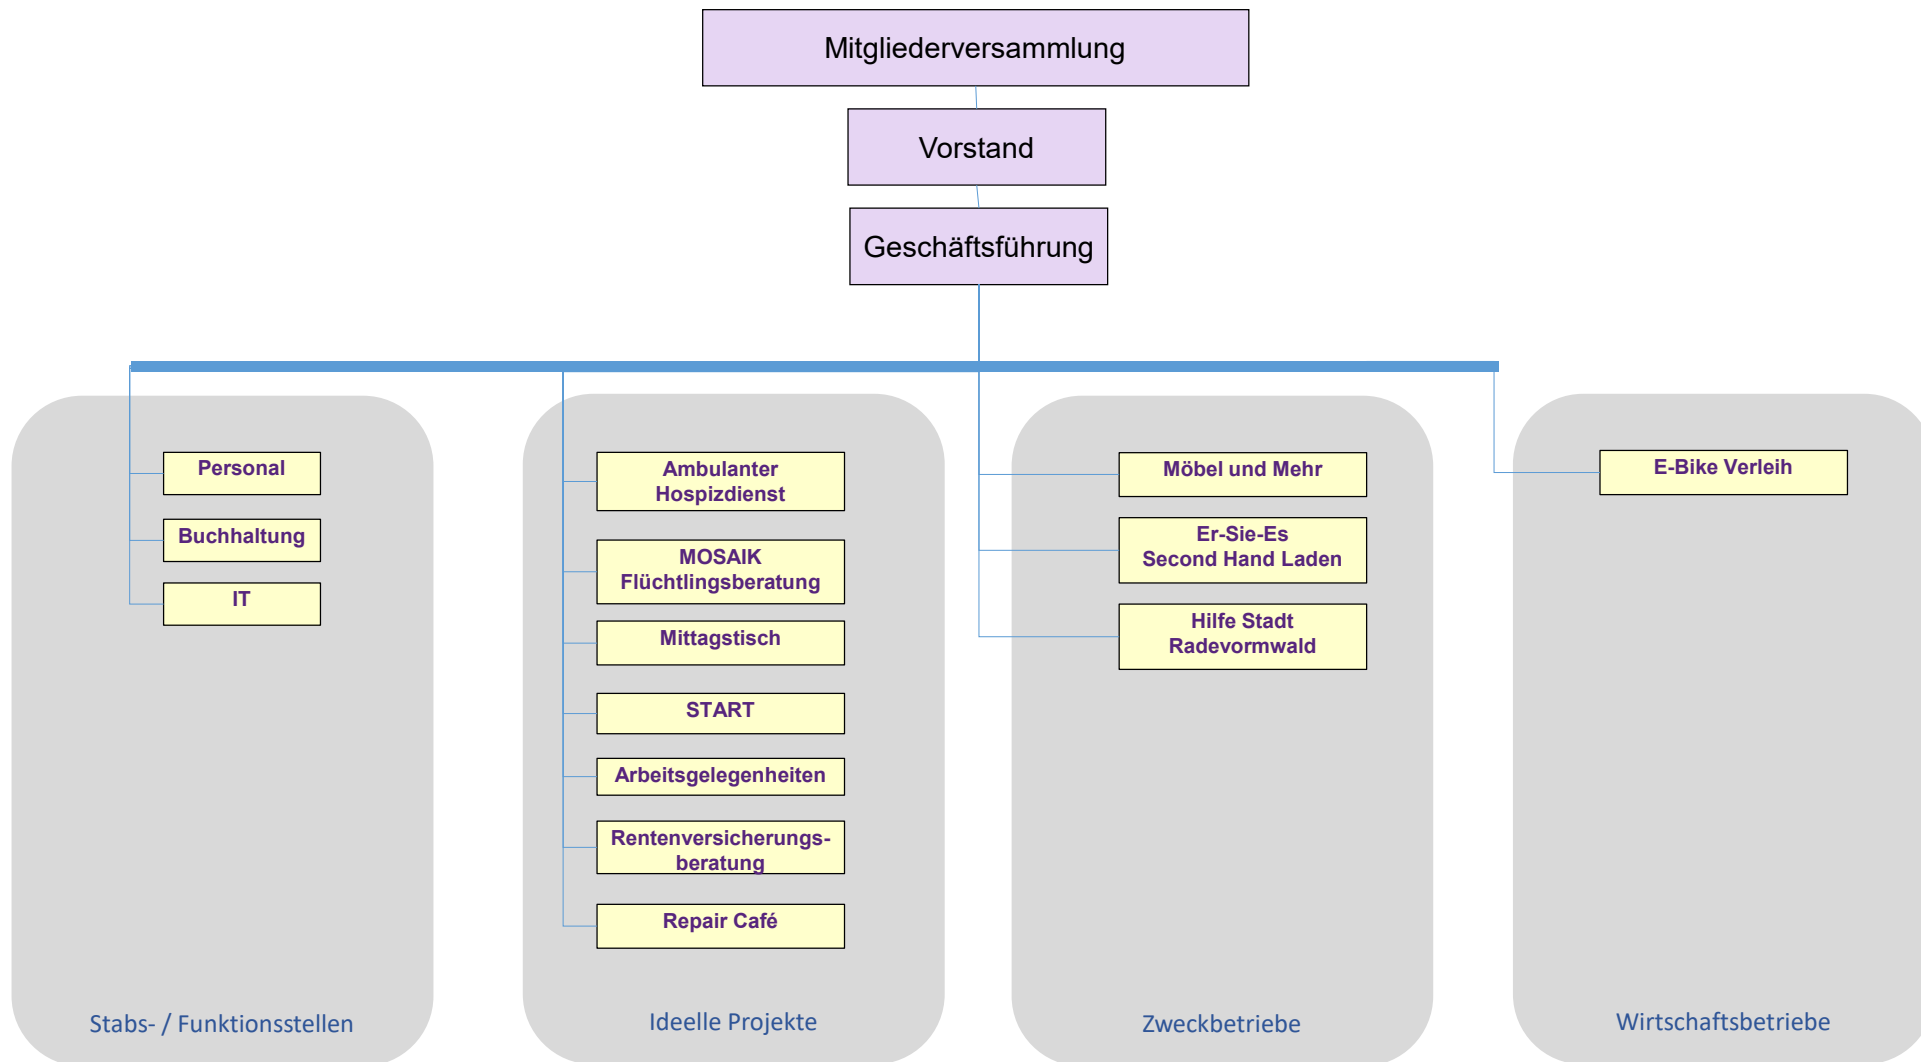 Mitgliederversammlung
Vorstand
Geschäftsführung
Personal
Buchhaltung
IT
Stabs- / Funktionsstellen
Ambulanter
Hospizdienst
MOSAIK
Flüchtlingsberatung
Mittagstisch
START
Arbeitsgelegenheiten
Rentenversicherungs-
beratung
Repair Café
Ideelle Projekte
Möbel und Mehr
Er-Sie-Es
Second Hand Laden
Hilfe Stadt
Radevormwald
Zweckbetriebe
E-Bike Verleih
Wirtschaftsbetriebe